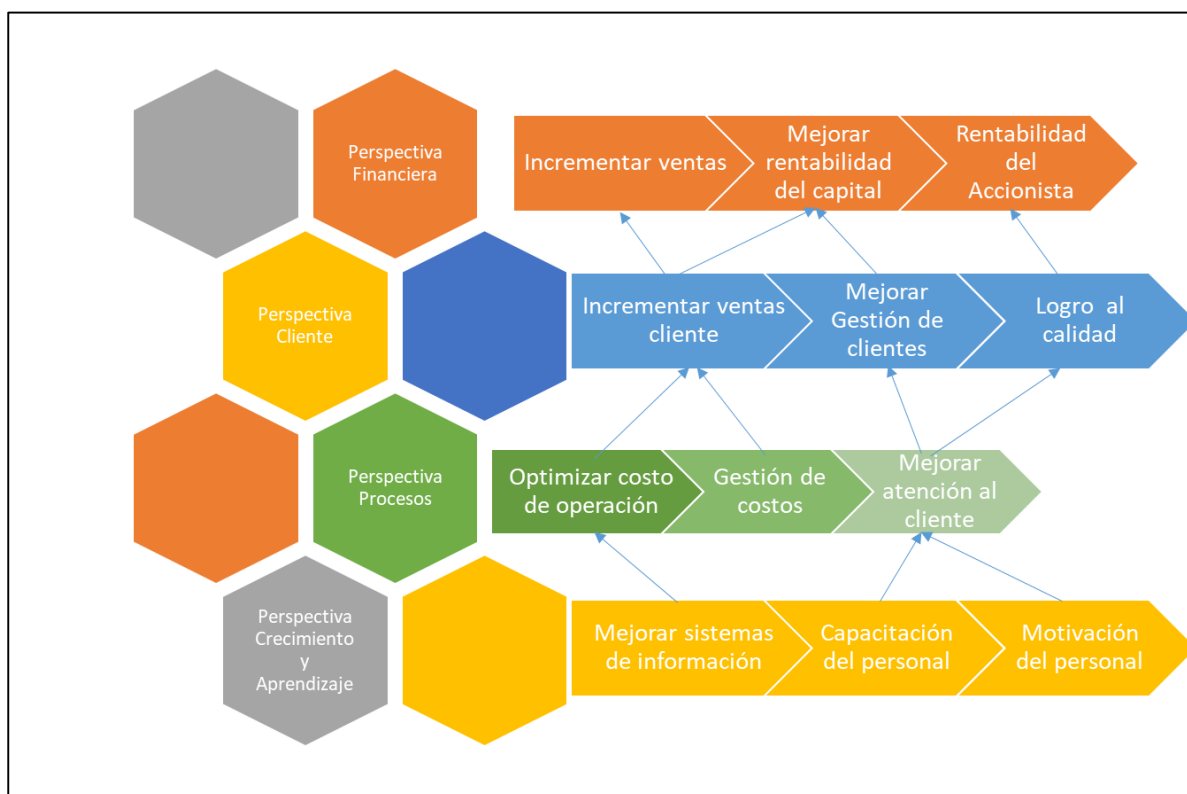 Perspectiva
Financiera
Incrementar ventas
Mejorar
rentabilidad
del capital
Rentabilidad
del
Accionista
Perspectiva
Cliente
Incrementar ventas
cliente
Mejorar
Gestión de
clientes
Logro al
calidad
Perspectiva
Procesos
Optimizar costo
de operación
Gestión de
costos
Mejorar
atención al
cliente
Perspectiva
Crecimiento
y
Aprendizaje
Mejorar sistemas
de información
Capacitación
del personal
Motivación
del personal